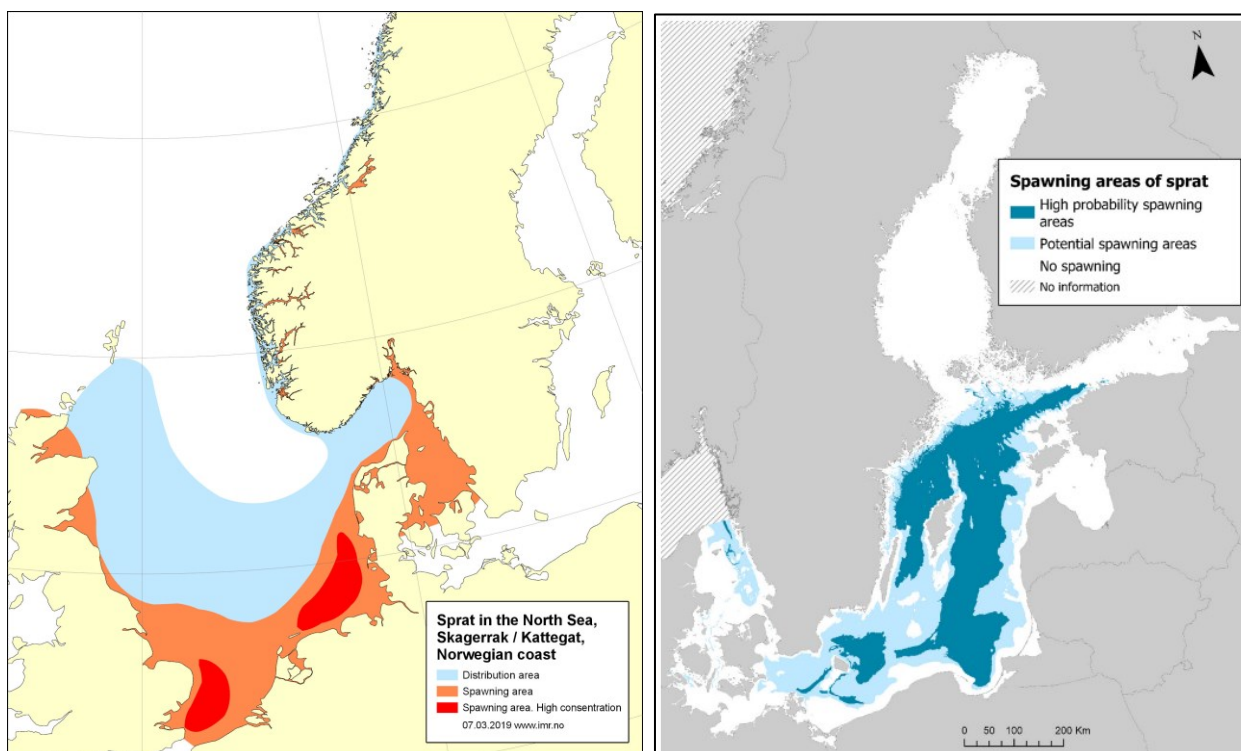 Sprat in the North Sea,
Skagerrak / Kattegat,
Norwegian coast
Distribution area
Spawning area
Spawning area. High consentration
07.03.2019 www.imr.no
N
Spawning areas of sprat
High probability spawning
areas
Potential spawning areas
No spawning
No information
0 50 100 200 Km